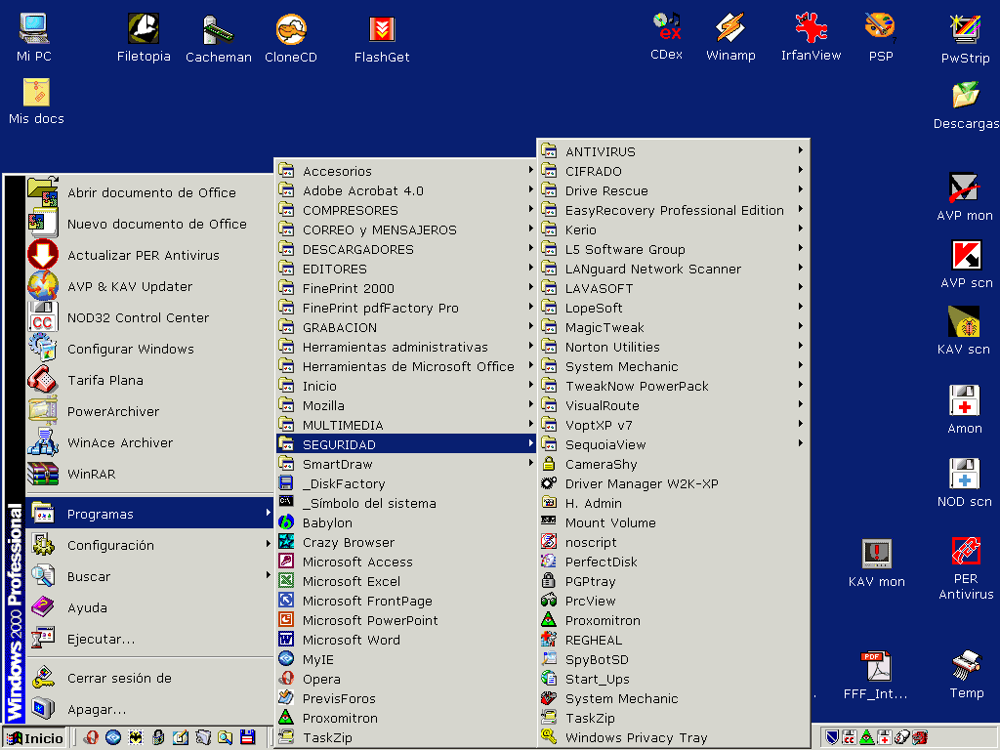 Mi PC
Filetopia
Cacheman
CloneCD
FlashGet
CDex
Winamp
IrfanView
PSP
PwStrip
Mis docs
Descargas
AVP mon
AVP scn
KAV scn
Amon
NOD scn
KAV mon
PER
Antivirus
FFF_Int...
Temp
Abrir documento de Office
Nuevo documento de Office
Actualizar PER Antivirus
AVP & KAV Updater
NOD32 Control Center
Configurar Windows
Tarifa Plana
PowerArchiver
WinAce Archiver
WinRAR
Programas
Configuración
Buscar
Ayuda
Ejecutar...
Cerrar sesión de
Apagar...
Windows 2000 Professional
Accesorios
Adobe Acrobat 4.0
COMPRESORES
CORREO y MENSAJEROS
DESCARGADORES
EDITORES
FinePrint 2000
FinePrint pdfFactory Pro
GRABACION
Herramientas administrativas
Herramientas de Microsoft Office
Inicio
Mozilla
MULTIMEDIA
SEGURIDAD
SmartDraw
_DiskFactory
_Símbolo del sistema
Babylon
Crazy Browser
Microsoft Access
Microsoft Excel
Microsoft FrontPage
Microsoft PowerPoint
Microsoft Word
MyIE
Opera
PrevisForos
Proxomitron
TaskZip
ANTIVIRUS
CIFRADO
Drive Rescue
EasyRecovery Professional Edition
Kerio
L5 Software Group
LANguard Network Scanner
LAVASOFT
LopeSoft
MagicTweak
Norton Utilities
System Mechanic
TweakNow PowerPack
VisualRoute
VoptXP v7
SequoiaView
CameraShy
Driver Manager W2K-XP
H. Admin
Mount Volume
noscript
PerfectDisk
PGPtray
PrcView
Proxomitron
REGHEAL
SpyBotSD
Start_Ups
System Mechanic
TaskZip
Windows Privacy Tray
Inicio